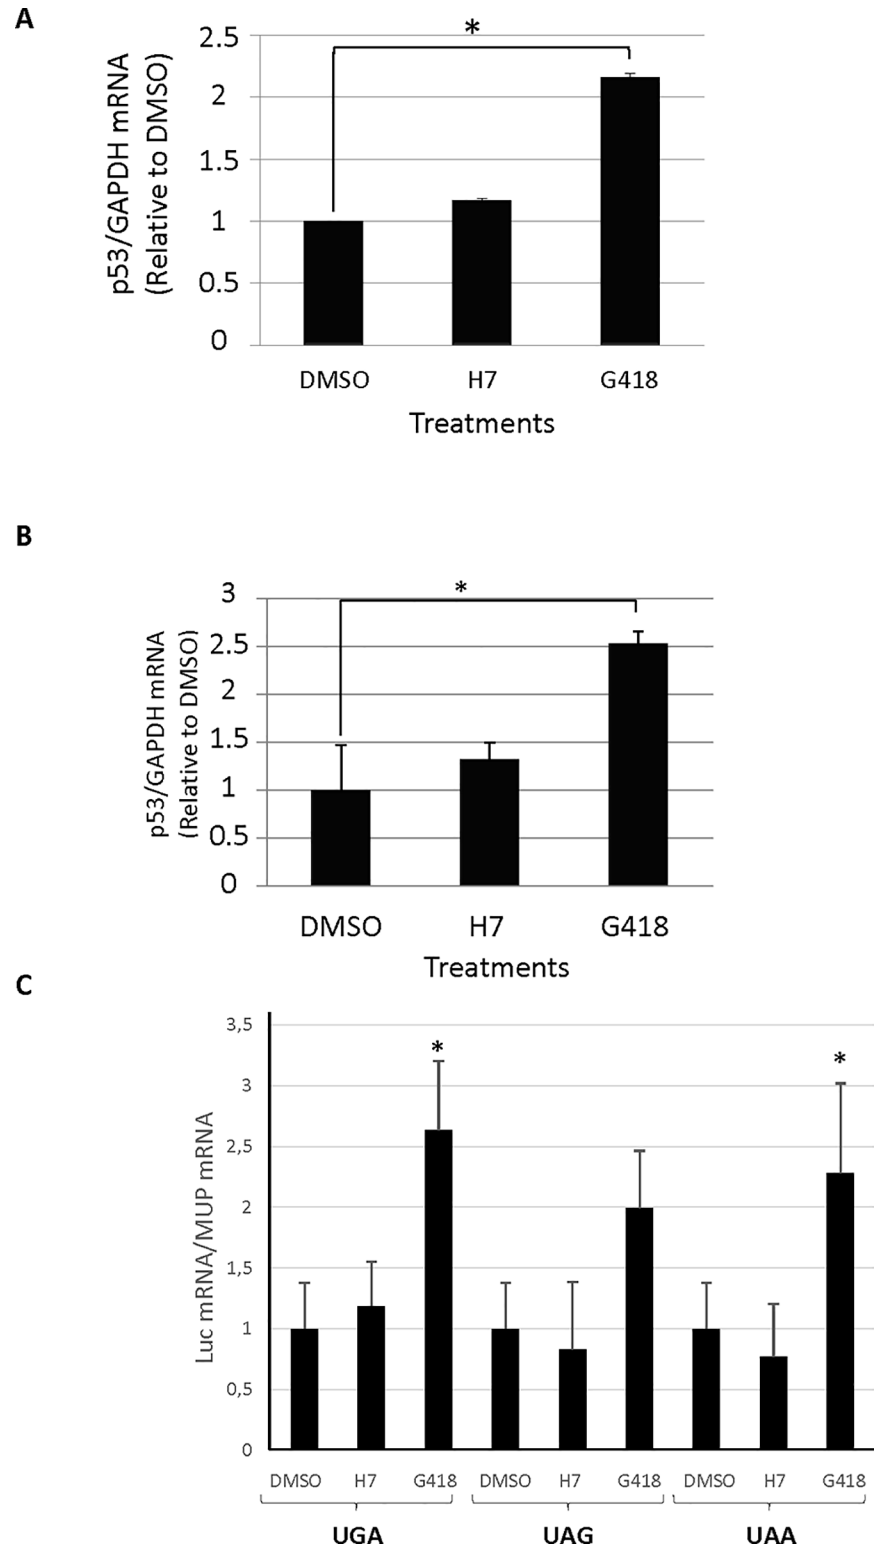 A
*
p53/GAPDH mRNA
(Relative to DMSO)
2.5
2
1.5
1
0.5
0
DMSO H7 G418
Treatments
B
*
p53/GAPDH mRNA
(Relative to DMSO)
3
2.5
2
1.5
1
0.5
0
DMSO H7 G418
Treatments
C
Luc mRNA/MUP mRNA
3,5
3
2,5
2
1,5
1
0,5
0
* *
DMSO H7 G418 DMSO H7 G418 DMSO H7 G418
UGA UAG UAA